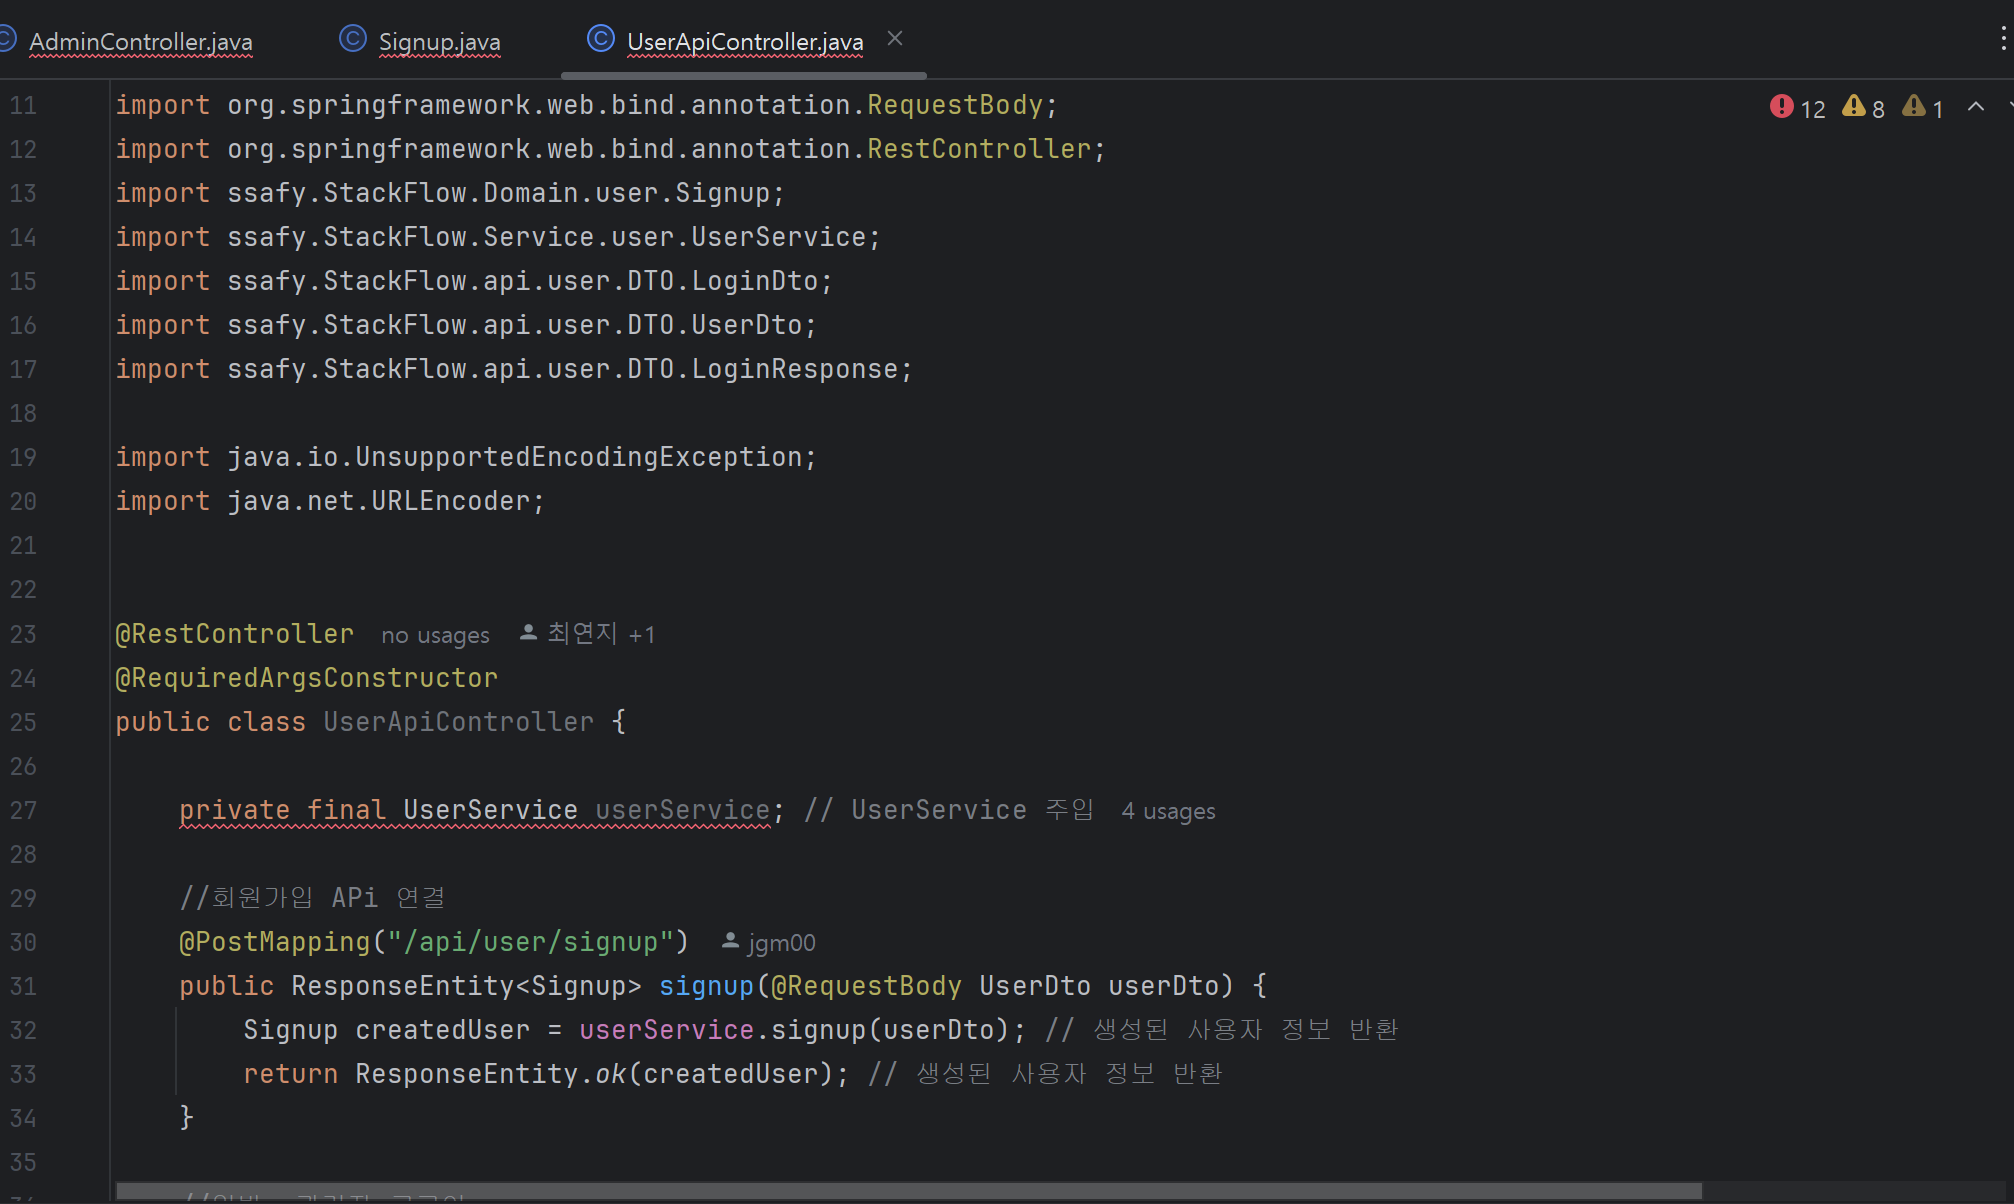 AdminController.java Signup.java UserApiController.java
12 8 1
11 import org.springframework.web.bind.annotation.RequestBody;
12 import org.springframework.web.bind.annotation.RestController;
13 import ssafy.StackFlow.Domain.user.Signup;
14 import ssafy.StackFlow.Service.user.UserService;
15 import ssafy.StackFlow.api.user.DTO.LoginDto;
16 import ssafy.StackFlow.api.user.DTO.UserDto;
17 import ssafy.StackFlow.api.user.DTO.LoginResponse;
18
19 import java.io.UnsupportedEncodingException;
20 import java.net.URLEncoder;
21
22
23 @RestController no usages 최연지 +1
24 @RequiredArgsConstructor
25 public class UserApiController {
26
27 private final UserService userService; // UserService 주입 4 usages
28
29 //회원가입 APi 연결
30 @PostMapping("/api/user/signup") jgm00
31 public ResponseEntity<Signup> signup(@RequestBody UserDto userDto) {
32 Signup createdUser = userService.signup(userDto); // 생성된 사용자 정보 반환
33 return ResponseEntity.ok(createdUser); // 생성된 사용자 정보 반환
34 }
35